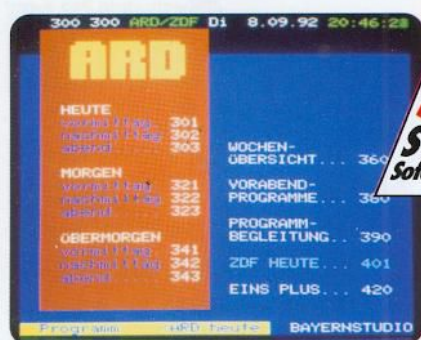 300 300 ARD/ZDF Di 8.09.92 20:46:28
ARD
HEUTE
vormittag 301
nachmittag 302
abend 303
MORGEN
vormittag 321
nachmittag 322
abend 323
ÜBERMORGEN
vormittag 341
nachmittag 342
abend 343
WOCHEN-
ÜBERSICHT... 360
VORABEND-
PROGRAMME... 380
PROGRAMM-
BEGLEITUNG.. 390
ZDF HEUTE... 401
EINS PLUS... 420
Programm ARD heute BAYERNSTUDIO